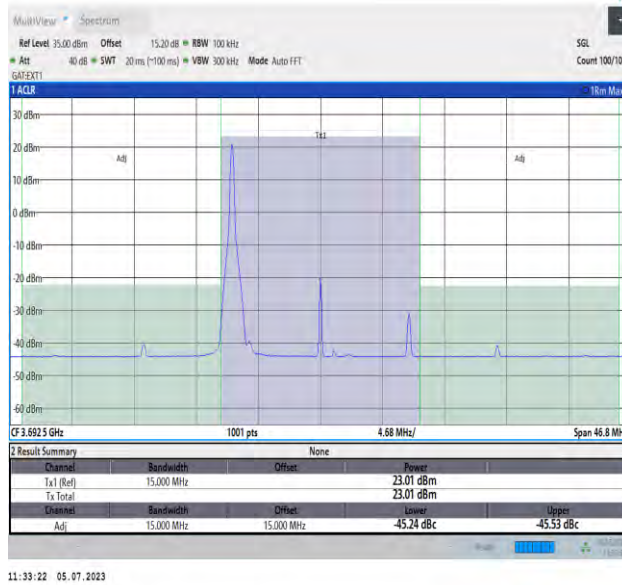 MultiView Spectrum
Ref Level 35.00 dBm Offset 15.20 dB RBW 100 kHz SGL
Att 40 dB SWT 20 ms (~100 ms) VBW 300 kHz Mode Auto FFT Count 100/10
GAT:EXT1
1 ACLR 1Rm Max
30 dBm
Tx1
20 dBm
Adj Adj
10 dBm
0 dBm
-10 dBm
-20 dBm
-30 dBm
-40 dBm
-50 dBm
-60 dBm
CF 3.692 5 GHz 1001 pts 4.68 MHz/ Span 46.8 MH
2 Result Summary None
Channel Bandwidth Offset Power
Tx1 (Ref) 15.000 MHz 23.01 dBm
Tx Total 23.01 dBm
Channel Bandwidth Offset Lower Upper
Adj 15.000 MHz 15.000 MHz -45.24 dBc -45.53 dBc
11:33:22 05.07.2023